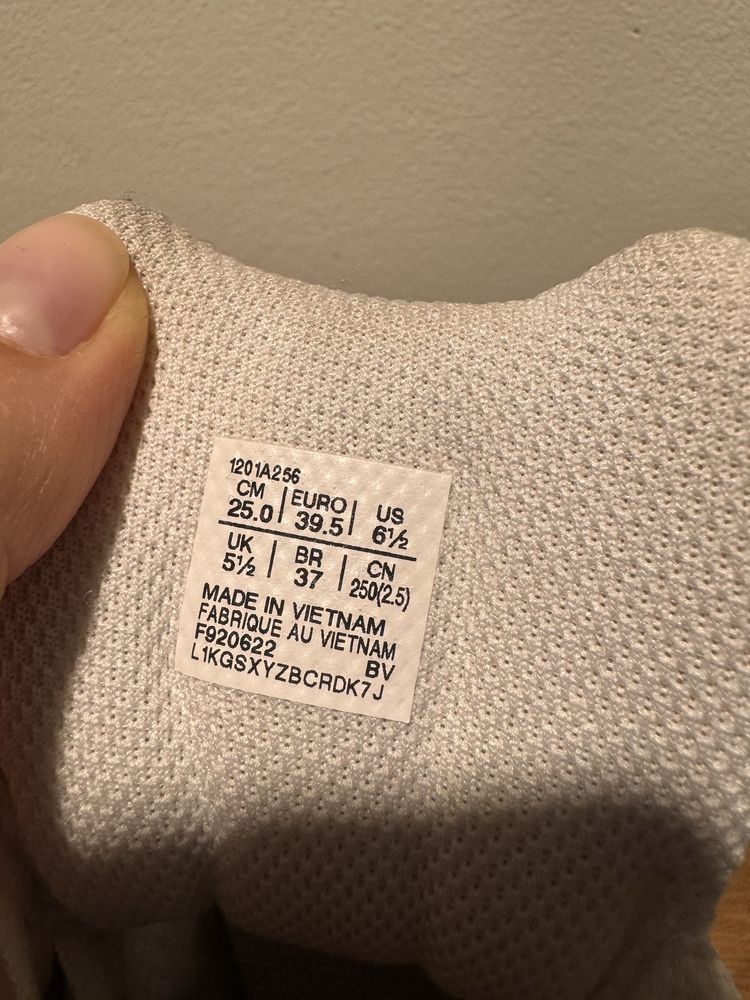 1201A256
CM | EURO | US
25.0 | 39.5 | 6½
UK | BR | CN
5½ | 37 | 250(2.5)
MADE IN VIETNAM
FABRIQUE AU VIETNAM
F920622 BV
L1KGSXYZBCRDK7J